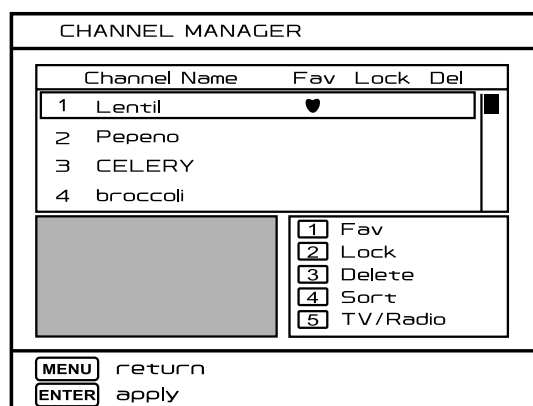 CHANNEL MANAGER
Channel Name Fav Lock Del
1 Lentil
2 Pepeno
3 CELERY
4 broccoli
1 Fav
2 Lock
3 Delete
4 Sort
5 TV/Radio
MENU return
ENTER apply